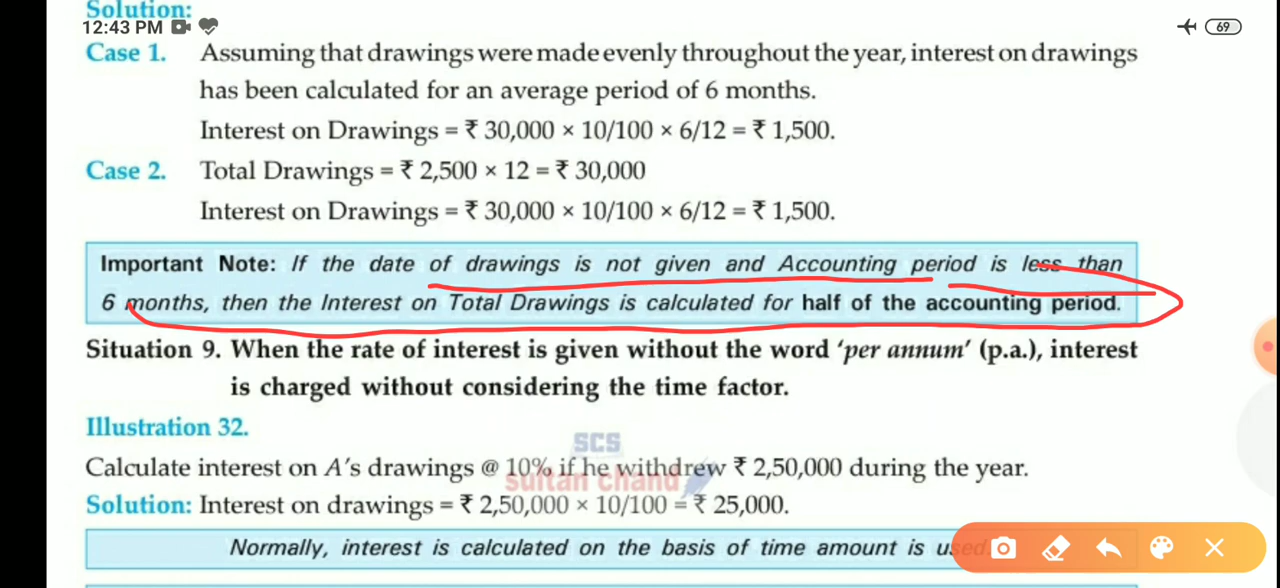 Solution:
12:43 PM
69
Case 1. Assuming that drawings were made evenly throughout the year, interest on drawings
has been calculated for an average period of 6 months.
Interest on Drawings = ₹ 30,000 × 10/100 × 6/12 = ₹ 1,500.
Case 2. Total Drawings = ₹ 2,500 × 12 = ₹ 30,000
Interest on Drawings = ₹ 30,000 × 10/100 × 6/12 = ₹ 1,500.
Important Note: If the date of drawings is not given and Accounting period is less than
6 months, then the Interest on Total Drawings is calculated for half of the accounting period.
Situation 9. When the rate of interest is given without the word ‘per annum’ (p.a.), interest
is charged without considering the time factor.
Illustration 32.
SCS
Calculate interest on A’s drawings @ 10% if he withdrew ₹ 2,50,000 during the year.
sultan chand
Solution: Interest on drawings = ₹ 2,50,000 × 10/100 = ₹ 25,000.
Normally, interest is calculated on the basis of time amount is used